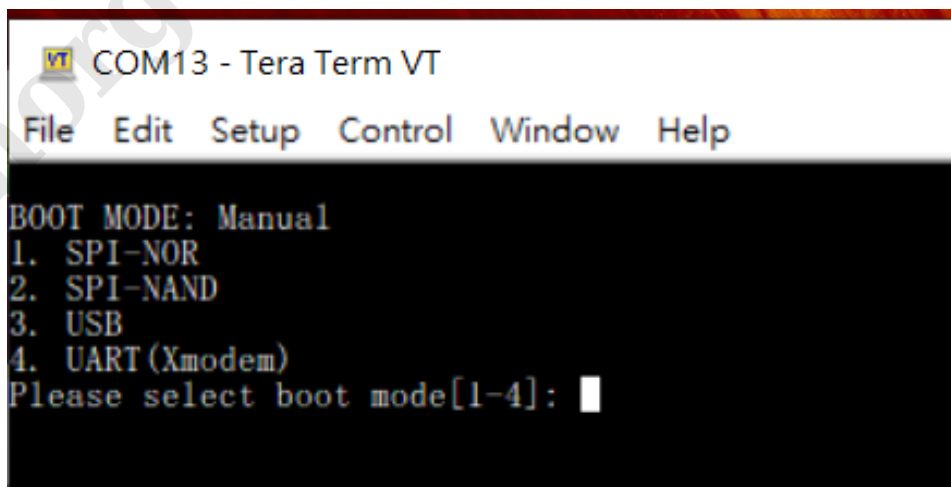 COM13 - Tera Term VT
File Edit Setup Control Window Help
BOOT MODE: Manual
1. SPI-NOR
2. SPI-NAND
3. USB
4. UART(Xmodem)
Please select boot mode[1-4]: